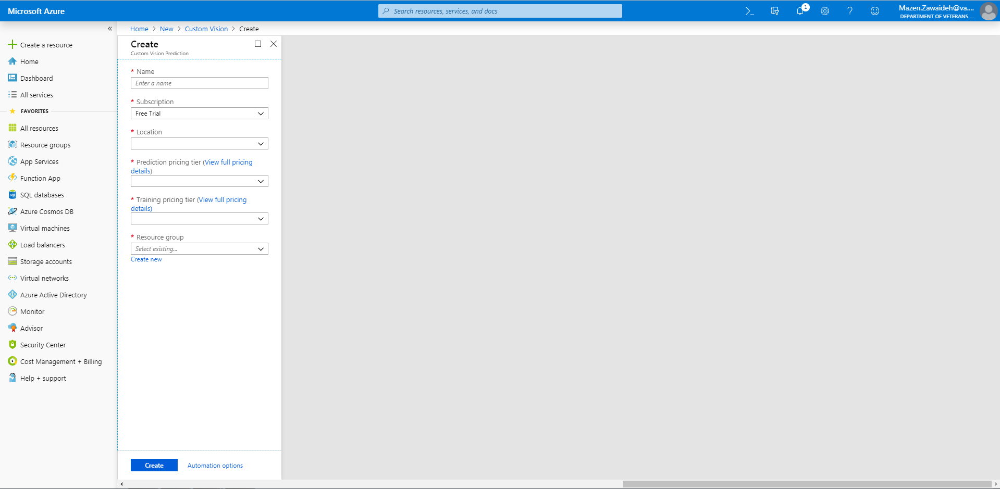 Microsoft Azure
Search resources, services, and docs
1
Mazen.Zawaideh@va....
DEPARTMENT OF VETERANS ...
Home > New > Custom Vision > Create
Create a resource
Home
Dashboard
All services
FAVORITES
All resources
Resource groups
App Services
Function App
SQL databases
Azure Cosmos DB
Virtual machines
Load balancers
Storage accounts
Virtual networks
Azure Active Directory
Monitor
Advisor
Security Center
Cost Management + Billing
Help + support
Create
Custom Vision Prediction
* Name
Enter a name
* Subscription
Free Trial
* Location
* Prediction pricing tier (View full pricing
details)
* Training pricing tier (View full pricing
details)
* Resource group
Select existing...
Create new
Create
Automation options